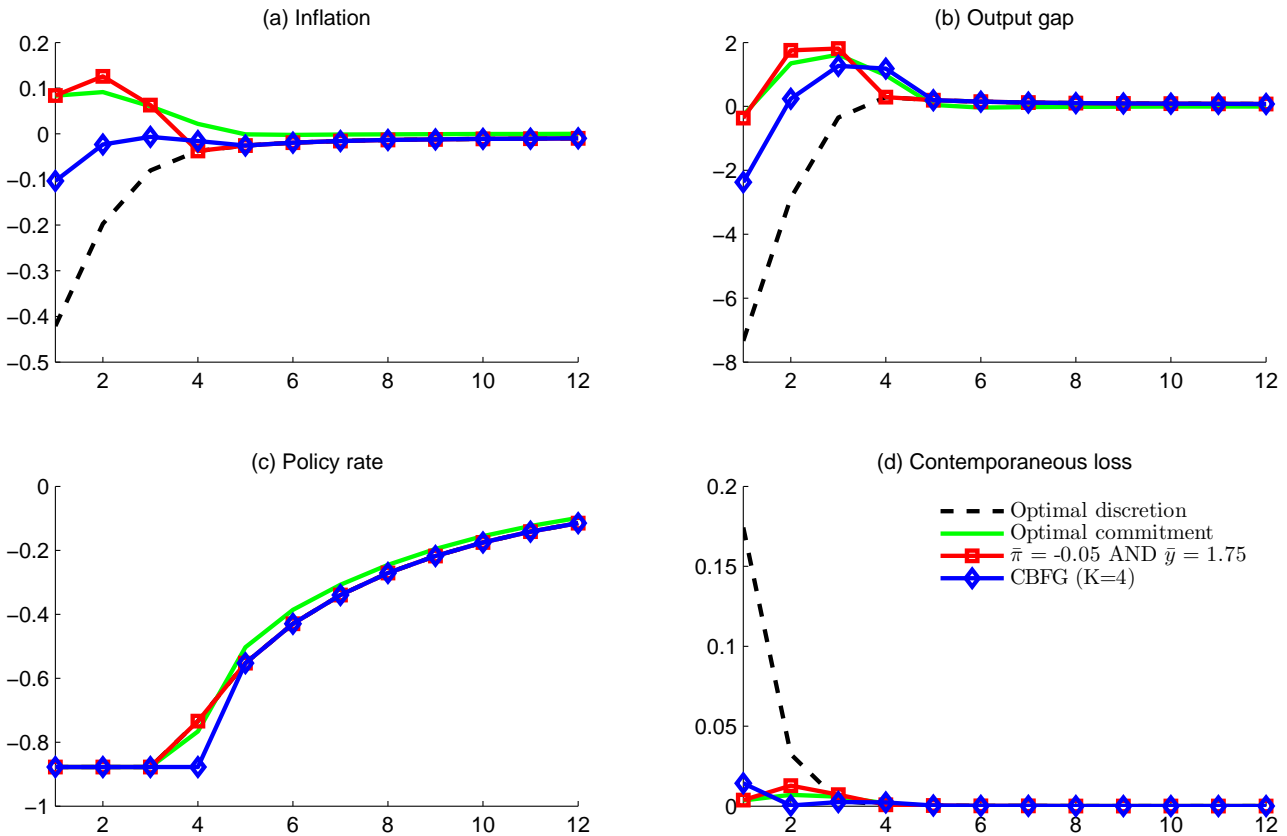 (a) Inflation
0.2
0.1
0
−0.1
−0.2
−0.3
−0.4
−0.5
2 4 6 8 10 12
(b) Output gap
2
0
−2
−4
−6
−8
2 4 6 8 10 12
(c) Policy rate
0
−0.2
−0.4
−0.6
−0.8
−1
2 4 6 8 10 12
(d) Contemporaneous loss
0.2
0.15
0.1
0.05
0
2 4 6 8 10 12
Optimal discretion
Optimal commitment
π̄ = -0.05 AND ȳ = 1.75
CBFG (K=4)